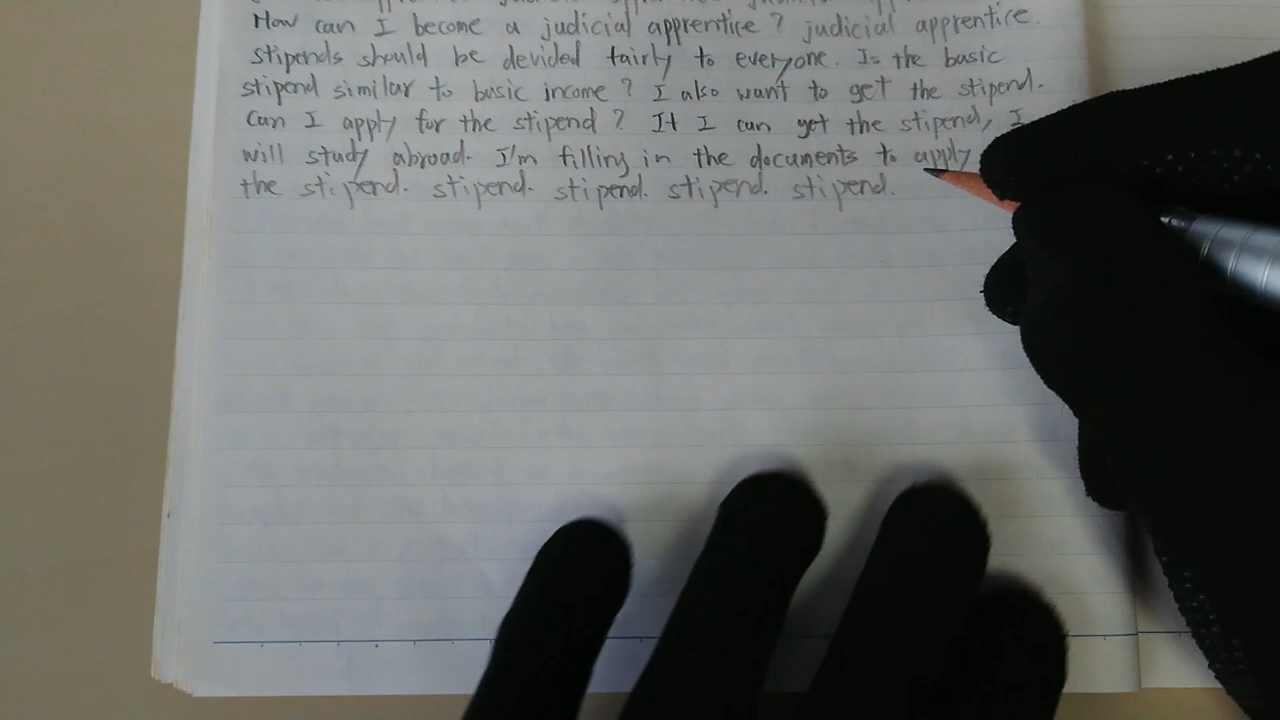 How can I become a judicial apprentice? judicial apprentice.
stipends should be devided fairly to everyone. Is the basic
stipend similar to basic income? I also want to get the stipend.
Can I apply for the stipend? If I can get the stipend, I
will study abroad. I'm filling in the documents to apply
the stipend. stipend. stipend. stipend. stipend.